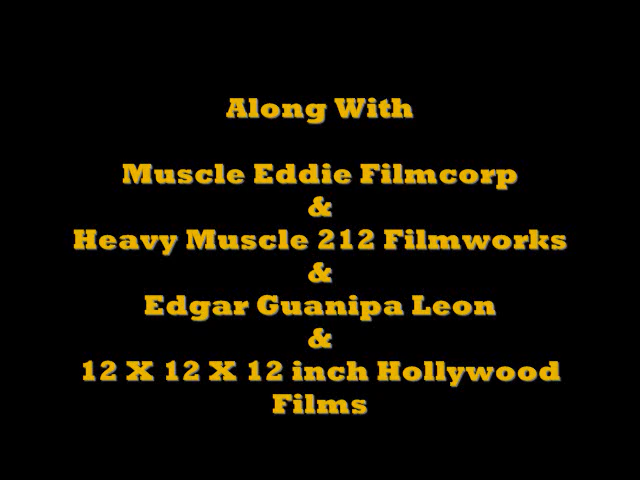 Along With
Muscle Eddie Filmcorp
&
Heavy Muscle 212 Filmworks
&
Edgar Guanipa Leon
&
12 X 12 X 12 inch Hollywood
Films